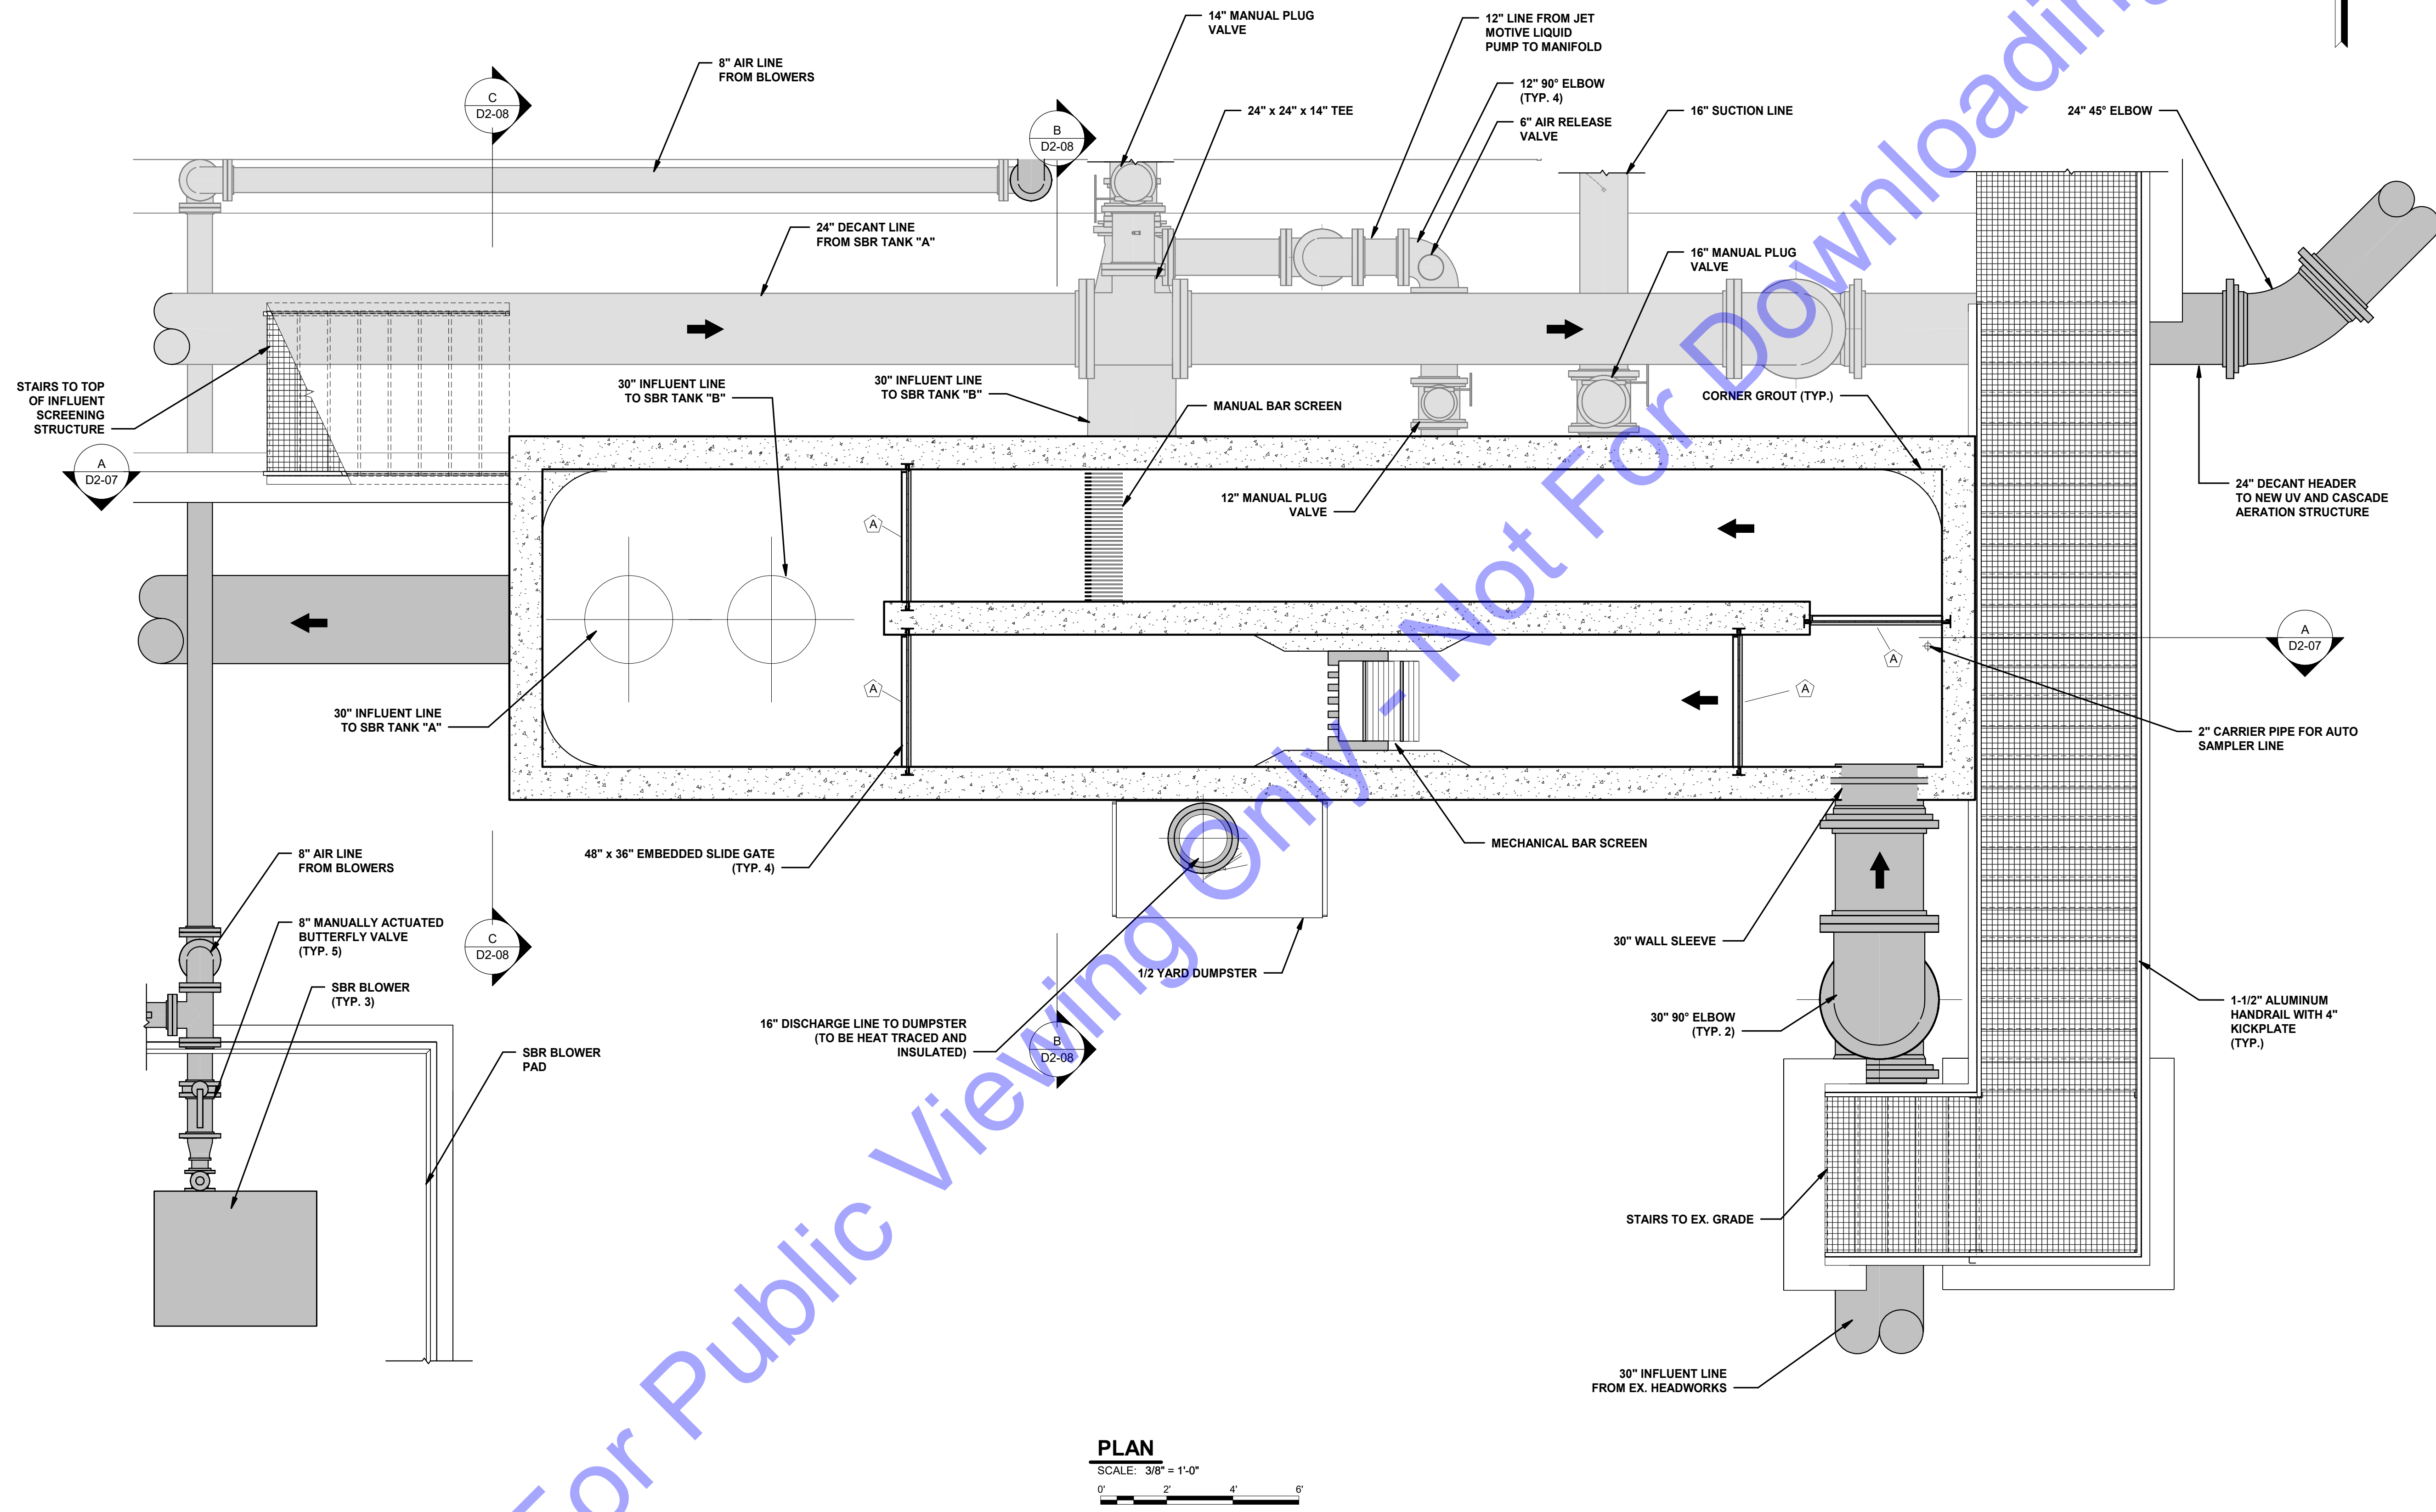 14" MANUAL PLUG
VALVE
12" LINE FROM JET
MOTIVE LIQUID
PUMP TO MANIFOLD
8" AIR LINE
FROM BLOWERS
12" 90° ELBOW
(TYP. 4)
C
D2-08
B
D2-08
24" x 24" x 14" TEE
6" AIR RELEASE
VALVE
16" SUCTION LINE
24" 45° ELBOW
24" DECANT LINE
FROM SBR TANK "A"
16" MANUAL PLUG
VALVE
STAIRS TO TOP
OF INFLUENT
SCREENING
STRUCTURE
30" INFLUENT LINE
TO SBR TANK "B"
30" INFLUENT LINE
TO SBR TANK "B"
MANUAL BAR SCREEN
CORNER GROUT (TYP.)
A
D2-07
12" MANUAL PLUG
VALVE
24" DECANT HEADER
TO NEW UV AND CASCADE
AERATION STRUCTURE
A
A
D2-07
A
A
A
30" INFLUENT LINE
TO SBR TANK "A"
2" CARRIER PIPE FOR AUTO
SAMPLER LINE
8" AIR LINE
FROM BLOWERS
48" x 36" EMBEDDED SLIDE GATE
(TYP. 4)
MECHANICAL BAR SCREEN
8" MANUALLY ACTUATED
BUTTERFLY VALVE
(TYP. 5)
C
D2-08
30" WALL SLEEVE
1/2 YARD DUMPSTER
SBR BLOWER
(TYP. 3)
16" DISCHARGE LINE TO DUMPSTER
(TO BE HEAT TRACED AND
INSULATED)
B
D2-08
30" 90° ELBOW
(TYP. 2)
1-1/2" ALUMINUM
HANDRAIL WITH 4"
KICKPLATE
(TYP.)
SBR BLOWER
PAD
STAIRS TO EX. GRADE
30" INFLUENT LINE
FROM EX. HEADWORKS
PLAN
SCALE: 3/8" = 1'-0"
0' 2' 4' 6'
For Public Viewing Only - Not For Downloading